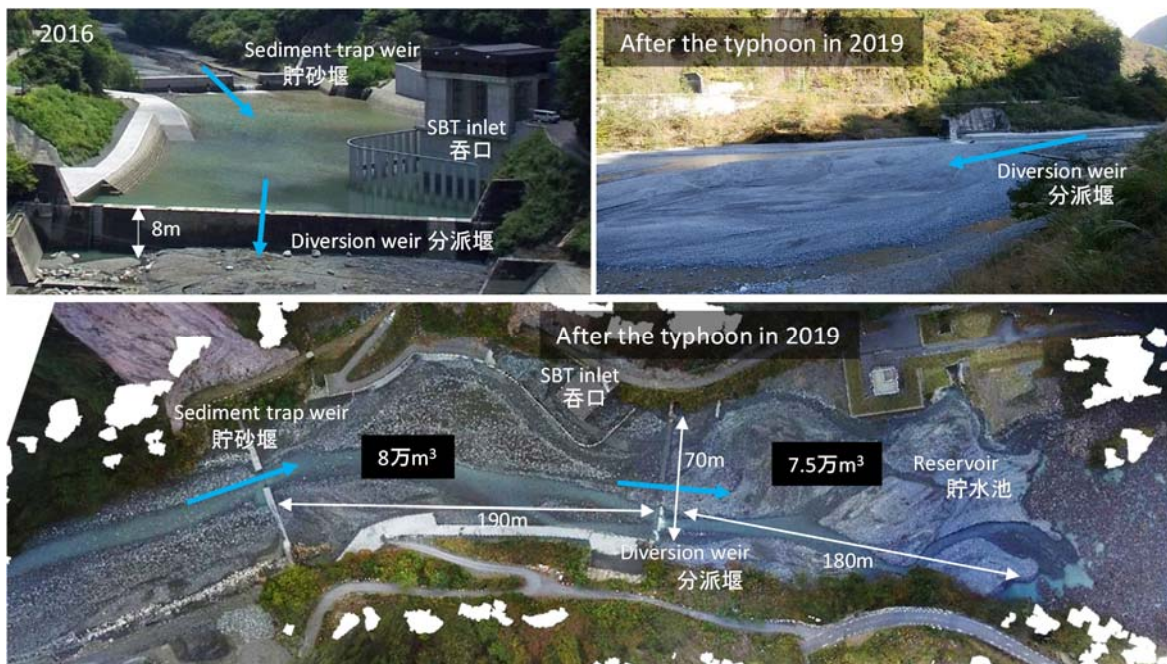 2016
Sediment trap weir
貯砂堰
SBT inlet
呑口
8m
Diversion weir 分派堰
After the typhoon in 2019
Diversion weir
分派堰
After the typhoon in 2019
SBT inlet
呑口
Sediment trap weir
貯砂堰
8万m³
70m
7.5万m³
Reservoir
貯水池
190m
Diversion weir
分派堰
180m